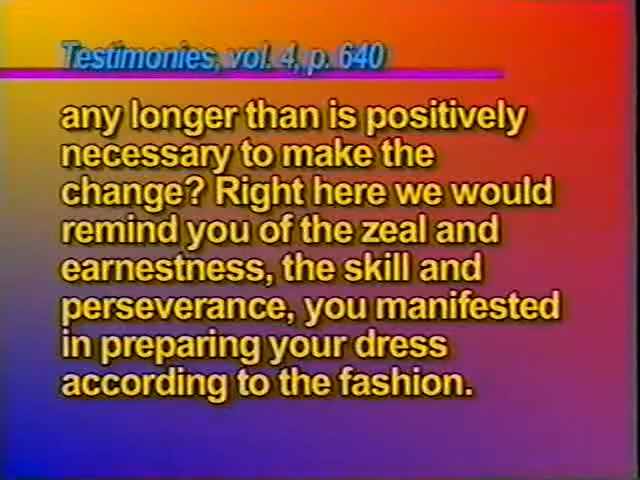 Testimonies, vol. 4, p. 640
any longer than is positively
necessary to make the
change? Right here we would
remind you of the zeal and
earnestness, the skill and
perseverance, you manifested
in preparing your dress
according to the fashion.